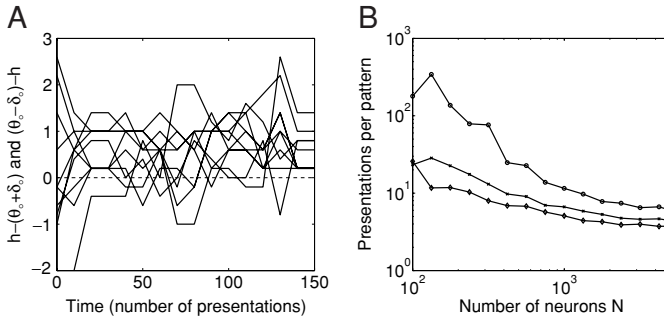 A
h−(θ₀+δ₀) and (θ₀−δ₀)−h
3
2
1
0
−1
−2
0
50
100
150
Time (number of presentations)
B
Presentations per pattern
10³
10²
10¹
10⁰
10²
10³
Number of neurons N